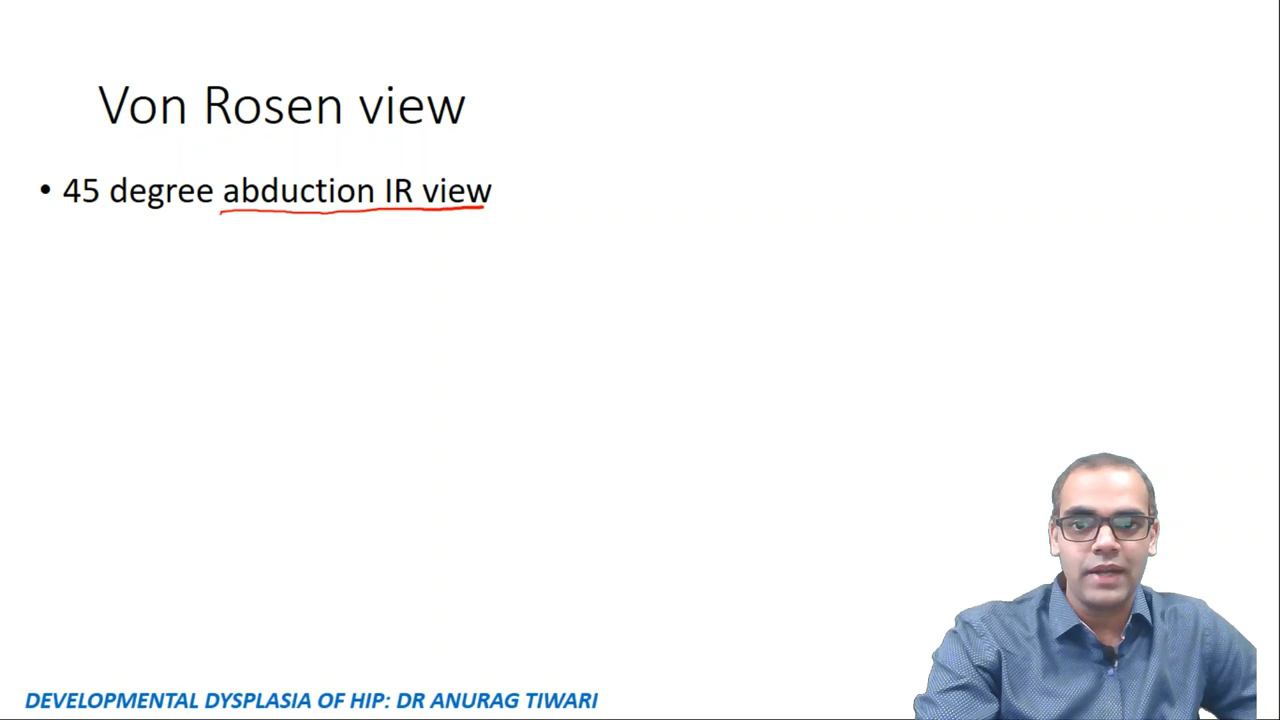 Von Rosen view
• 45 degree abduction IR view
DEVELOPMENTAL DYSPLASIA OF HIP: DR ANURAG TIWARI